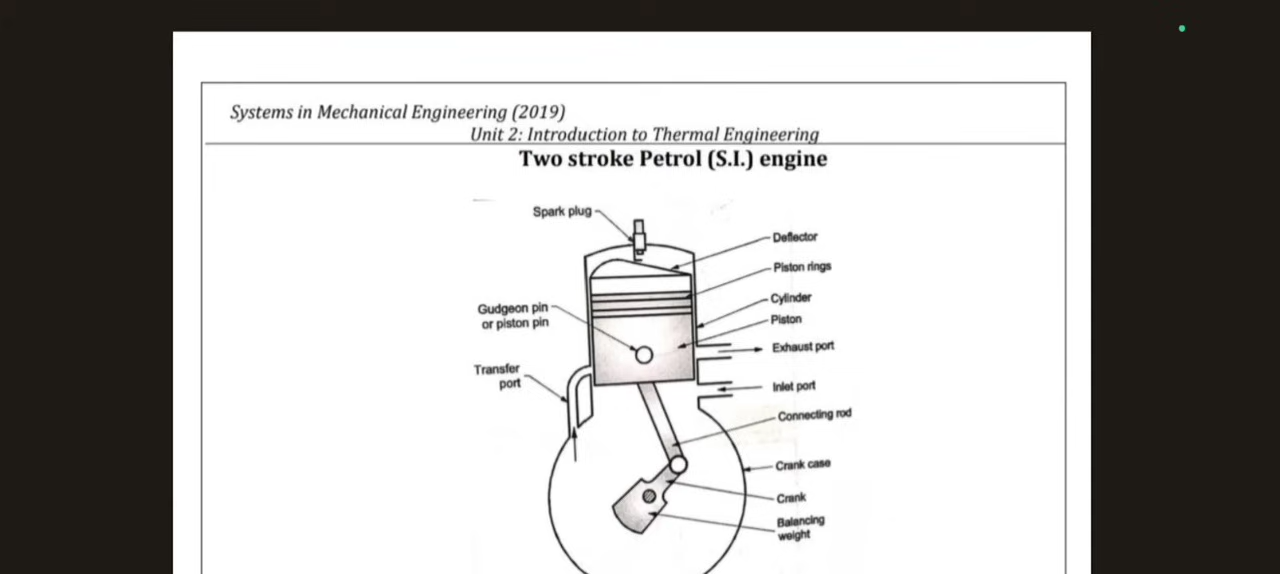 Systems in Mechanical Engineering (2019)
Unit 2: Introduction to Thermal Engineering
Two stroke Petrol (S.I.) engine
Spark plug
Deflector
Piston rings
Cylinder
Gudgeon pin
or piston pin
Piston
Exhaust port
Transfer
port
Inlet port
Connecting rod
Crank case
Crank
Balancing
weight